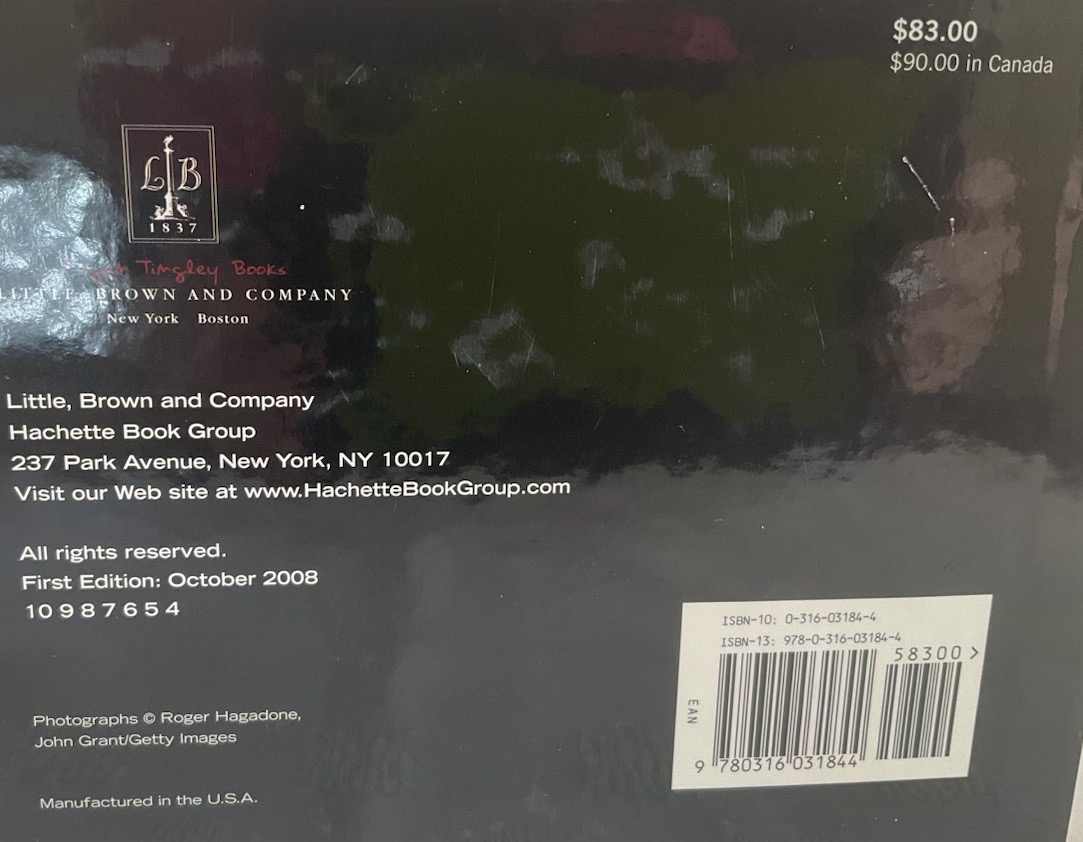 $83.00
$90.00 in Canada
L B
1837
Tingley Books
LITTLE, BROWN AND COMPANY
New York Boston
Little, Brown and Company
Hachette Book Group
237 Park Avenue, New York, NY 10017
Visit our Web site at www.HachetteBookGroup.com
All rights reserved.
First Edition: October 2008
10 9 8 7 6 5 4
Photographs © Roger Hagadone,
John Grant/Getty Images
Manufactured in the U.S.A.
ISBN-10: 0-316-03184-4
ISBN-13: 978-0-316-03184-4
58300>
EAN
9 780316 031844